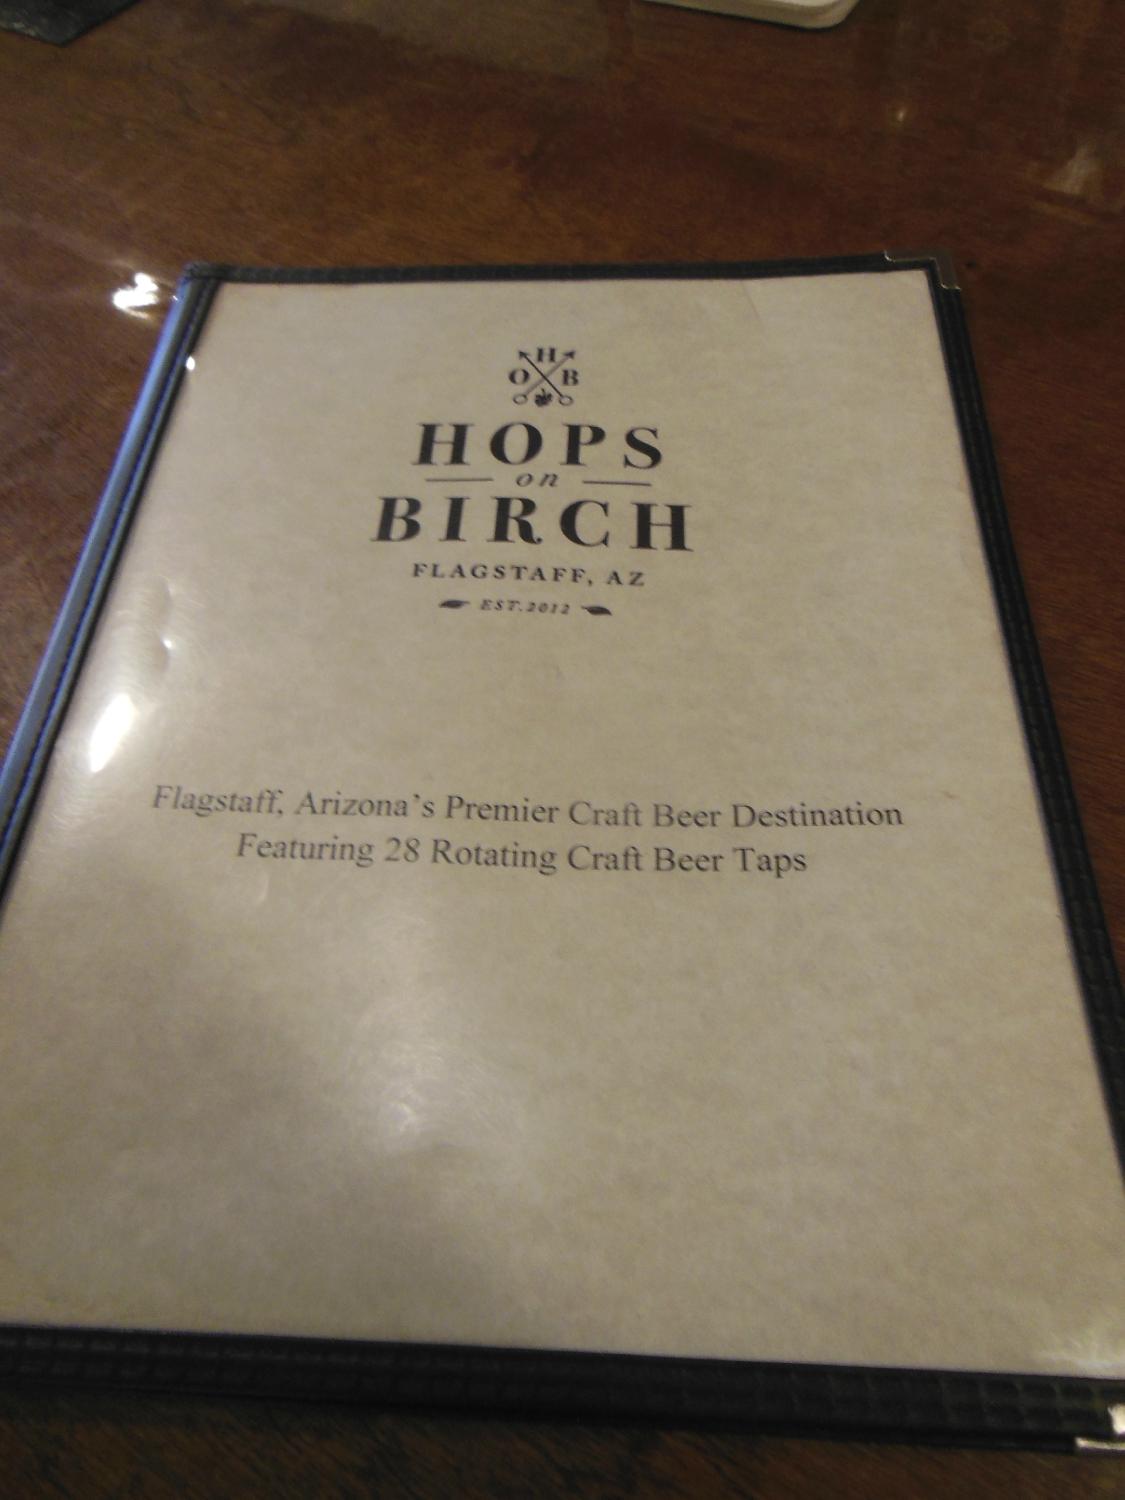 H
O B
HOPS
on
BIRCH
FLAGSTAFF, AZ
EST.2012
Flagstaff, Arizona's Premier Craft Beer Destination
Featuring 28 Rotating Craft Beer Taps